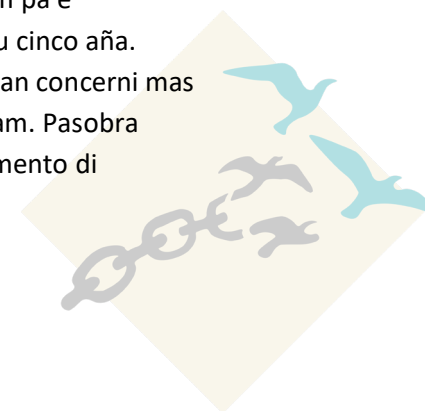 pa e
u cinco aña.
an concerni mas
am. Pasobra
mento di